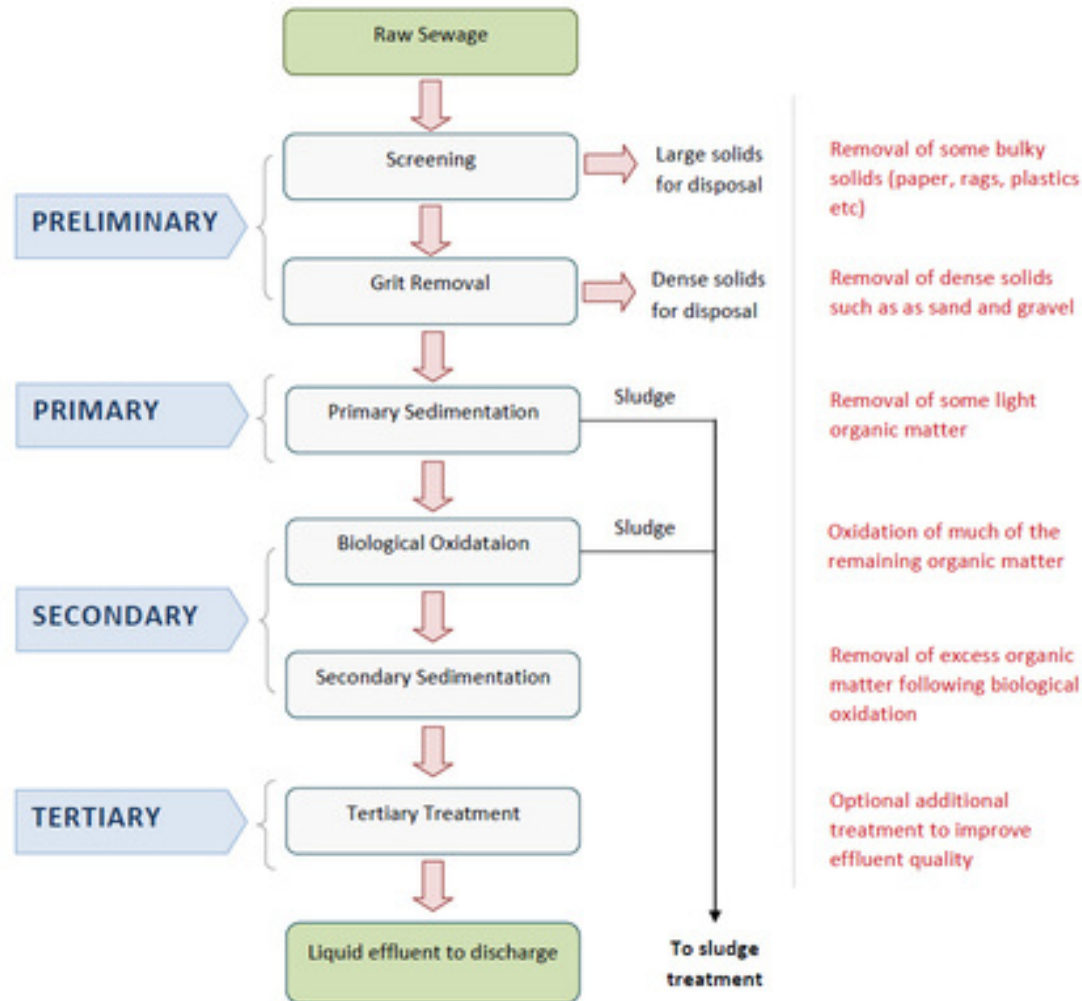 Raw Sewage
PRELIMINARY
Screening
Large solids
for disposal
Removal of some bulky
solids (paper, rags, plastics
etc)
Grit Removal
Dense solids
for disposal
Removal of dense solids
such as as sand and gravel
PRIMARY
Primary Sedimentation
Sludge
Removal of some light
organic matter
SECONDARY
Biological Oxidataion
Sludge
Oxidation of much of the
remaining organic matter
Secondary Sedimentation
Removal of excess organic
matter following biological
oxidation
TERTIARY
Tertiary Treatment
Optional additional
treatment to improve
effluent quality
Liquid effluent to discharge
To sludge
treatment